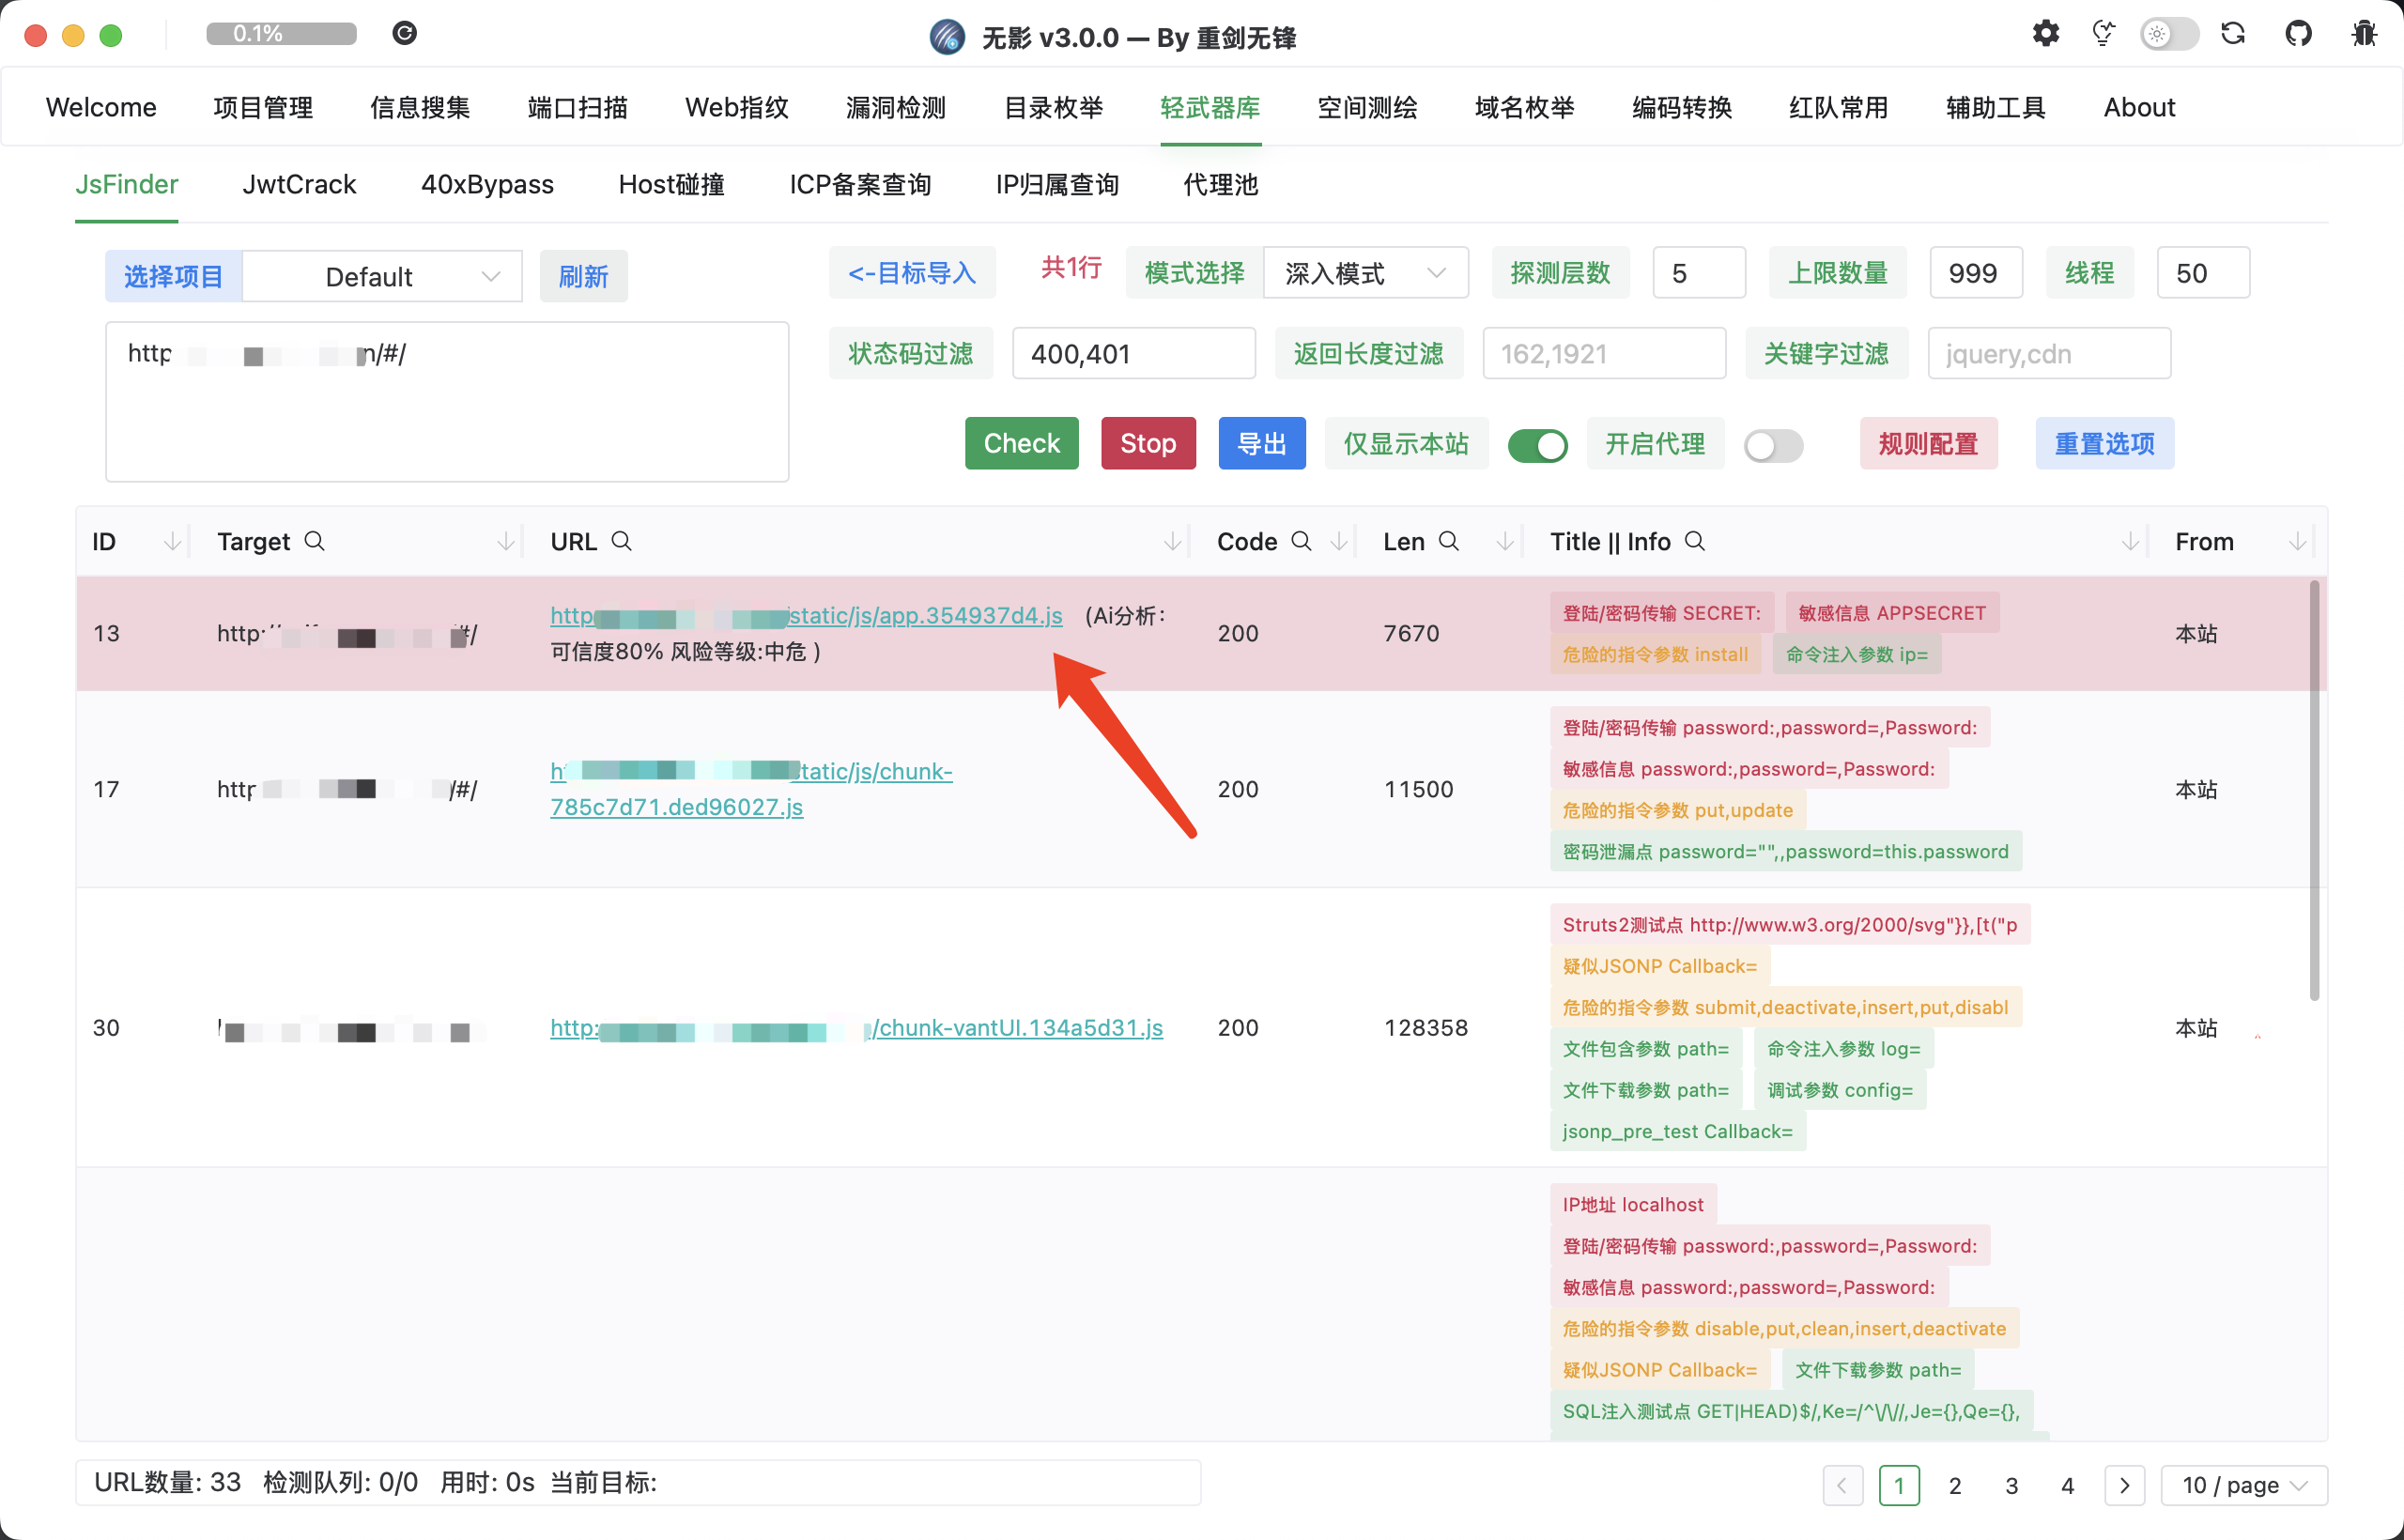 0.1%
无影 v3.0.0 — By 重剑无锋
Welcome 项目管理 信息搜集 端口扫描 Web指纹 漏洞检测 目录枚举 轻武器库 空间测绘 域名枚举 编码转换 红队常用 辅助工具 About
JsFinder JwtCrack 40xBypass Host碰撞 ICP备案查询 IP归属查询 代理池
选择项目 Default 刷新 <-目标导入 共1行 模式选择 深入模式 探测层数 5 上限数量 999 线程 50
http n/#/
状态码过滤 400,401 返回长度过滤 162,1921 关键字过滤 jquery,cdn
Check Stop 导出 仅显示本站 开启代理 规则配置 重置选项
ID Target URL Code Len Title || Info From
13 http:/ #/ http static/js/app.354937d4.js (Ai分析: 200 7670 登陆/密码传输 SECRET: 敏感信息 APPSECRET 本站
可信度80% 风险等级:中危 )
危险的指令参数 install 命令注入参数 ip=
登陆/密码传输 password:,password=,Password:
敏感信息 password:,password=,Password:
17 http /#/ tatic/js/chunk- 200 11500 本站
785c7d71.ded96027.js
危险的指令参数 put,update
密码泄漏点 password="",,password=this.password
Struts2测试点 http://www.w3.org/2000/svg"}},[t("p
疑似JSONP Callback=
危险的指令参数 submit,deactivate,insert,put,disabl
30 http: /chunk-vantUI.134a5d31.js 200 128358 本站
文件包含参数 path= 命令注入参数 log=
文件下载参数 path= 调试参数 config=
jsonp_pre_test Callback=
IP地址 localhost
登陆/密码传输 password:,password=,Password:
敏感信息 password:,password=,Password:
危险的指令参数 disable,put,clean,insert,deactivate
疑似JSONP Callback= 文件下载参数 path=
SQL注入测试点 GET|HEAD)$/,Ke=/^\/\//,Je={},Qe={},
URL数量: 33 检测队列: 0/0 用时: 0s 当前目标:
1 2 3 4 10 / page